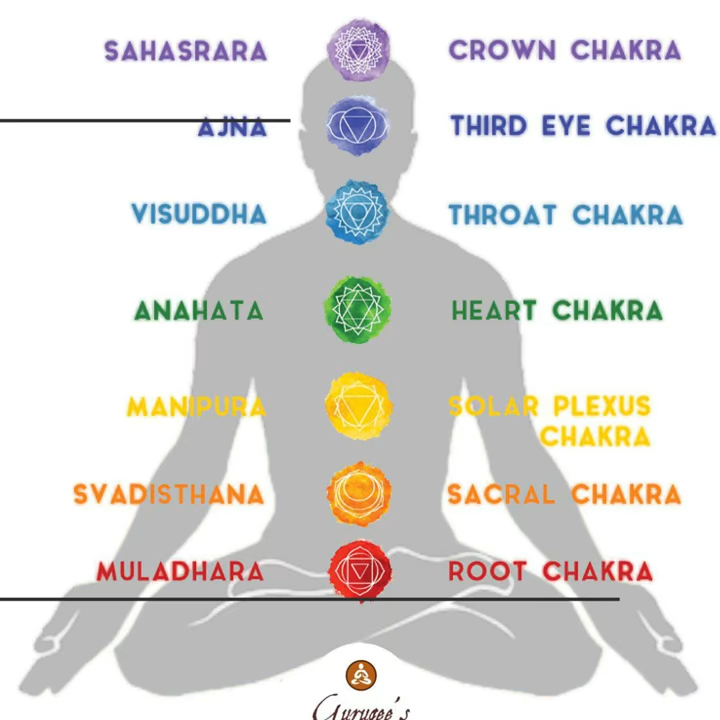 SAHASRARA CROWN CHAKRA
AJNA THIRD EYE CHAKRA
VISUDDHA THROAT CHAKRA
ANAHATA HEART CHAKRA
MANIPURA SOLAR PLEXUS
CHAKRA
SVADISTHANA SACRAL CHAKRA
MULADHARA ROOT CHAKRA
Gurugee's